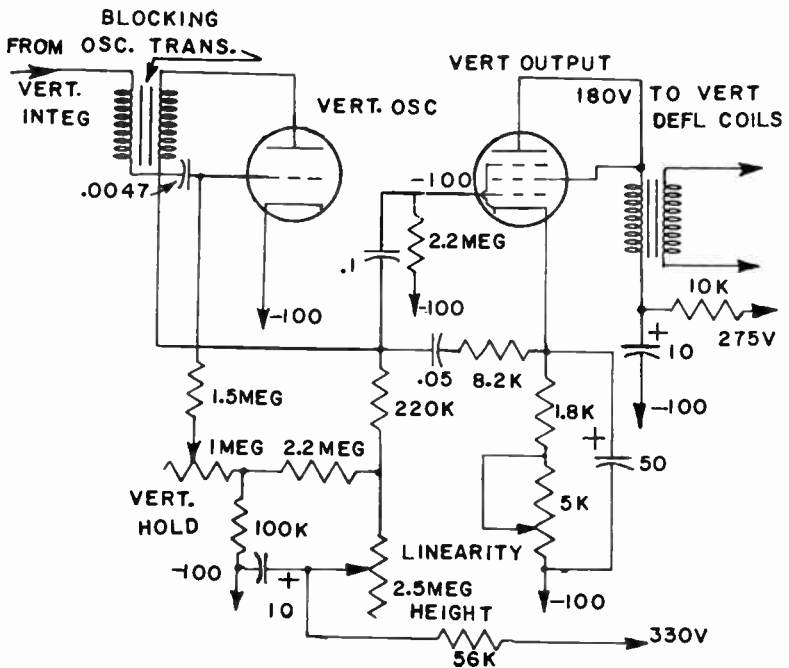 BLOCKING
FROM OSC. TRANS.
VERT.
INTEG
VERT. OSC
VERT OUTPUT
180V
TO VERT
DEFL COILS
.0047
-100
2.2MEG
.1
-100
-100
10K
275V
+
10
-100
.05
8.2K
1.5MEG
220K
1.8K
+
50
1MEG
2.2MEG
VERT.
HOLD
100K
5K
LINEARITY
-100
+
10
2.5MEG
HEIGHT
-100
330V
56K